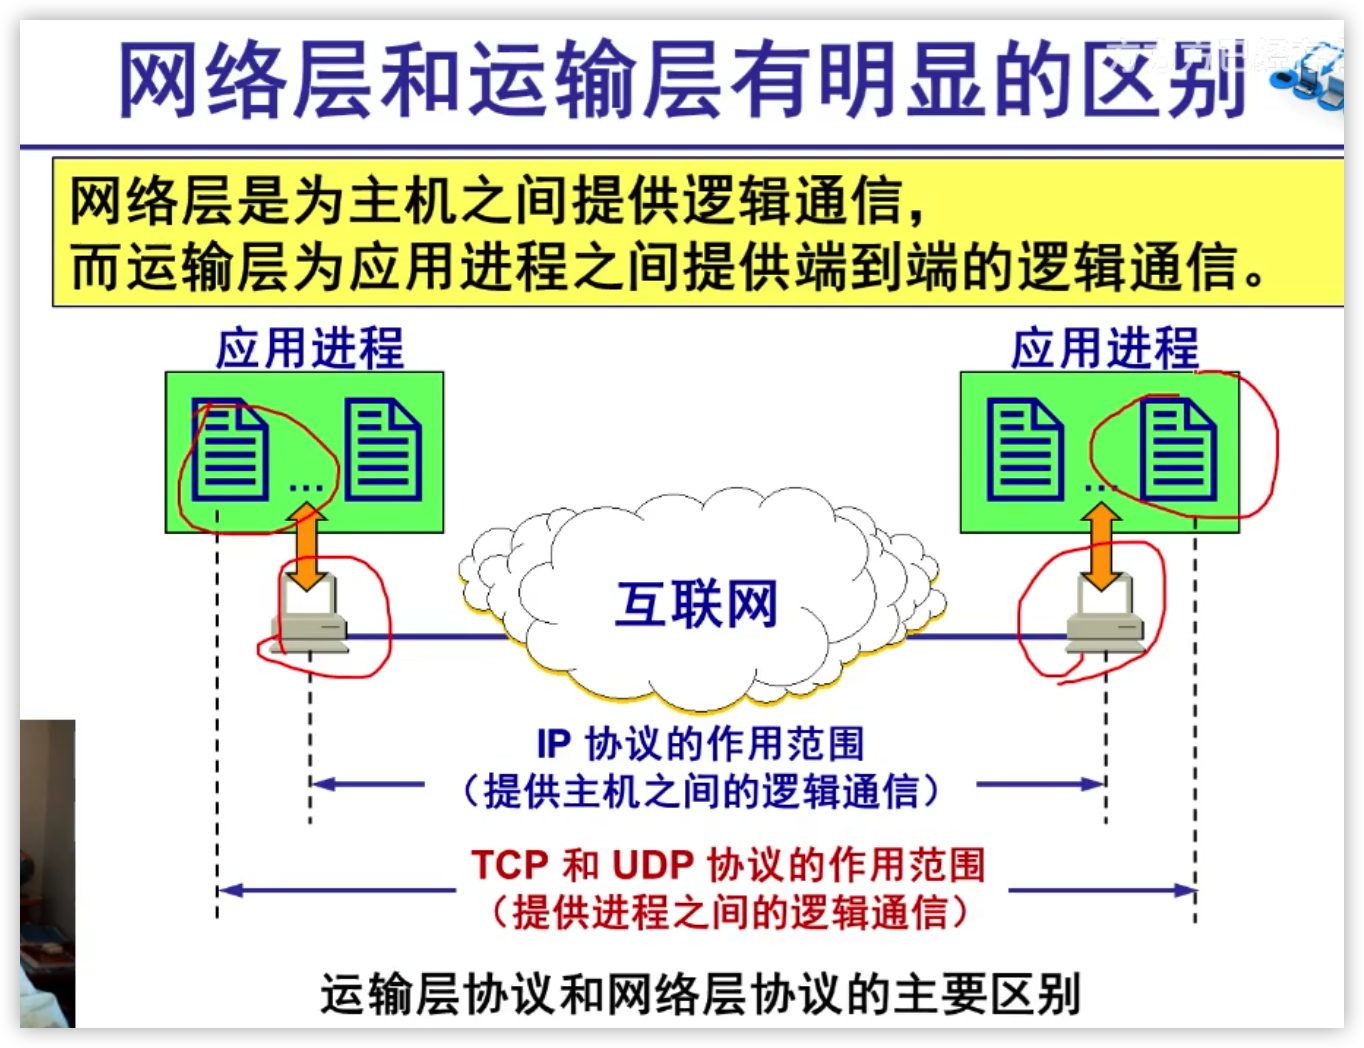 网络层和运输层有明显的区别
网络层是为主机之间提供逻辑通信，
而运输层为应用进程之间提供端到端的逻辑通信。
应用进程
应用进程
…
…
互联网
IP 协议的作用范围
（提供主机之间的逻辑通信）
TCP 和 UDP 协议的作用范围
（提供进程之间的逻辑通信）
运输层协议和网络层协议的主要区别